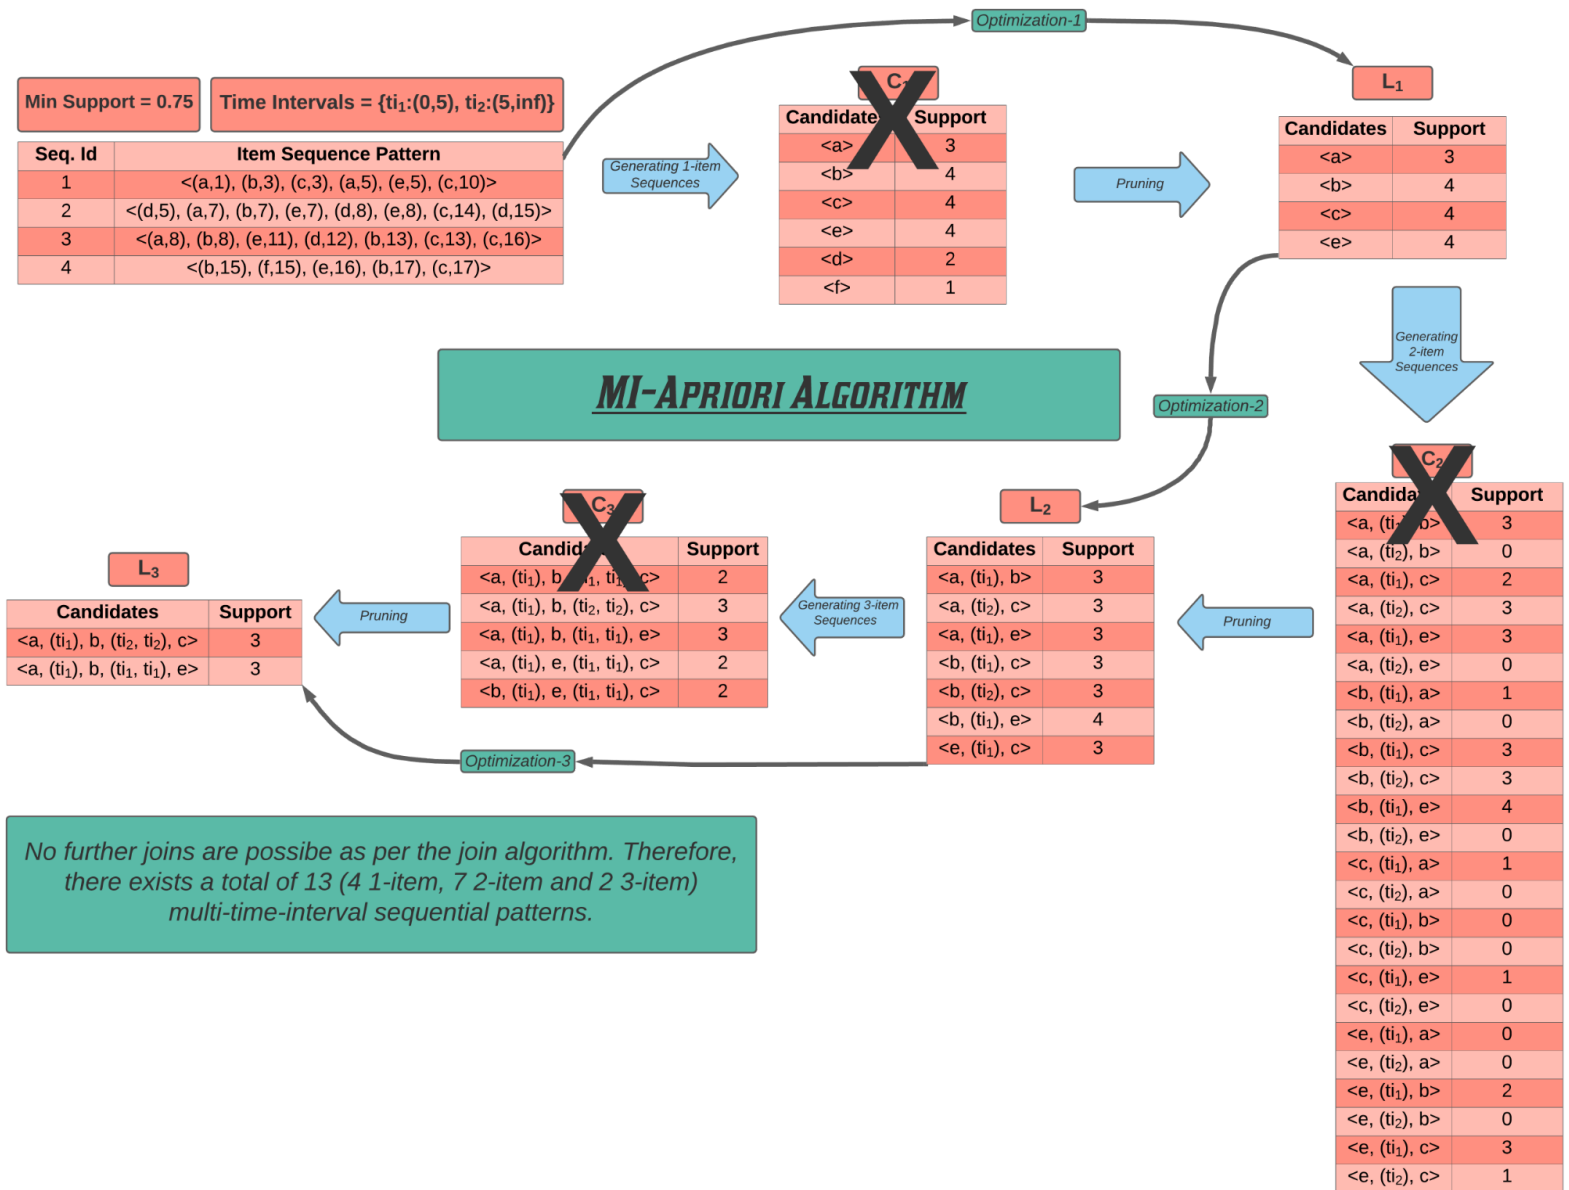 Optimization-1
Min Support = 0.75
Time Intervals = {ti₁:(0,5), ti₂:(5,inf)}
Seq. Id Item Sequence Pattern
1 <(a,1), (b,3), (c,3), (a,5), (e,5), (c,10)>
2 <(d,5), (a,7), (b,7), (e,7), (d,8), (e,8), (c,14), (d,15)>
3 <(a,8), (b,8), (e,11), (d,12), (b,13), (c,13), (c,16)>
4 <(b,15), (f,15), (e,16), (b,17), (c,17)>
Generating 1-item
Sequences
C₁
Candidates Support
<a> 3
<b> 4
<c> 4
<e> 4
<d> 2
<f> 1
Pruning
L₁
Candidates Support
<a> 3
<b> 4
<c> 4
<e> 4
Generating
2-item
Sequences
MI-Apriori Algorithm
Optimization-2
C₂
Candidates Support
<a, (ti₁), b> 3
<a, (ti₂), b> 0
<a, (ti₁), c> 2
<a, (ti₂), c> 3
<a, (ti₁), e> 3
<a, (ti₂), e> 0
<b, (ti₁), a> 1
<b, (ti₂), a> 0
<b, (ti₁), c> 3
<b, (ti₂), c> 3
<b, (ti₁), e> 4
<b, (ti₂), e> 0
<c, (ti₁), a> 1
<c, (ti₂), a> 0
<c, (ti₁), b> 0
<c, (ti₂), b> 0
<c, (ti₁), e> 1
<c, (ti₂), e> 0
<e, (ti₁), a> 0
<e, (ti₂), a> 0
<e, (ti₁), b> 2
<e, (ti₂), b> 0
<e, (ti₁), c> 3
<e, (ti₂), c> 1
Pruning
L₂
Candidates Support
<a, (ti₁), b> 3
<a, (ti₂), c> 3
<a, (ti₁), e> 3
<b, (ti₁), c> 3
<b, (ti₂), c> 3
<b, (ti₁), e> 4
<e, (ti₁), c> 3
Generating 3-item
Sequences
C₃
Candidates Support
<a, (ti₁), b, (ti₁, ti₁), c> 2
<a, (ti₁), b, (ti₂, ti₂), c> 3
<a, (ti₁), b, (ti₁, ti₁), e> 3
<a, (ti₁), e, (ti₁, ti₁), c> 2
<b, (ti₁), e, (ti₁, ti₁), c> 2
Pruning
L₃
Candidates Support
<a, (ti₁), b, (ti₂, ti₂), c> 3
<a, (ti₁), b, (ti₁, ti₁), e> 3
Optimization-3
No further joins are possibe as per the join algorithm. Therefore,
there exists a total of 13 (4 1-item, 7 2-item and 2 3-item)
multi-time-interval sequential patterns.